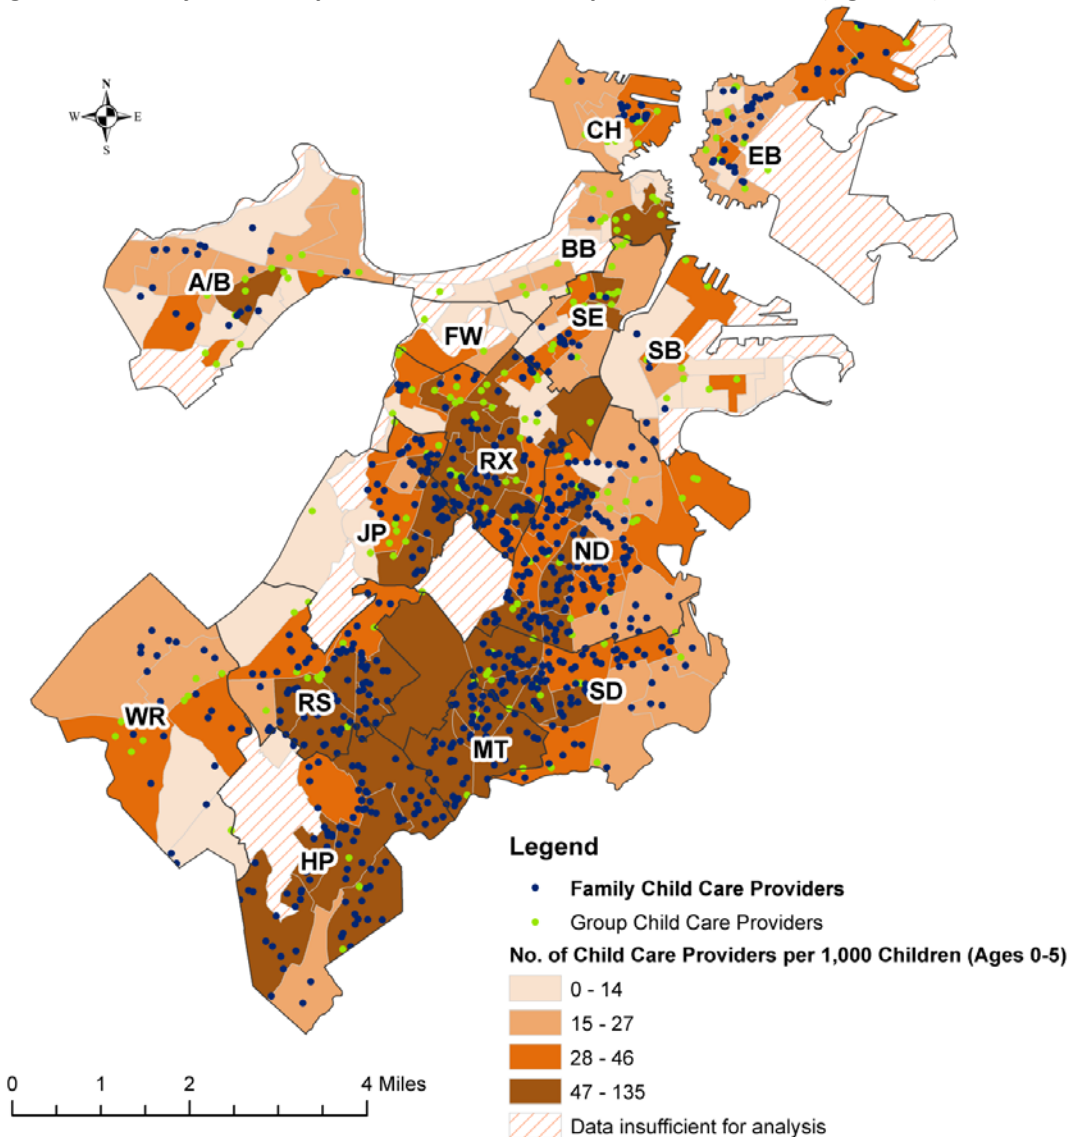 N
W E
S
CH
EB
BB
A/B
SE
FW
SB
RX
JP
ND
SD
RS
WR
MT
HP
Legend
Family Child Care Providers
Group Child Care Providers
No. of Child Care Providers per 1,000 Children (Ages 0-5)
0 - 14
15 - 27
28 - 46
47 - 135
Data insufficient for analysis
0 1 2 4 Miles